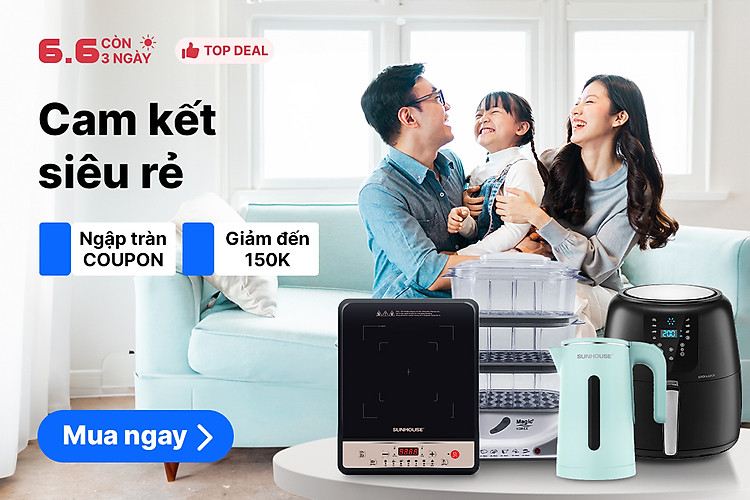 6.6 CÒN
3 NGÀY
TOP DEAL
Cam kết
siêu rẻ
Ngập tràn
COUPON
Giảm đến
150K
Mua ngay
SUNHOUSE
Magic
SUNHOUSE
200